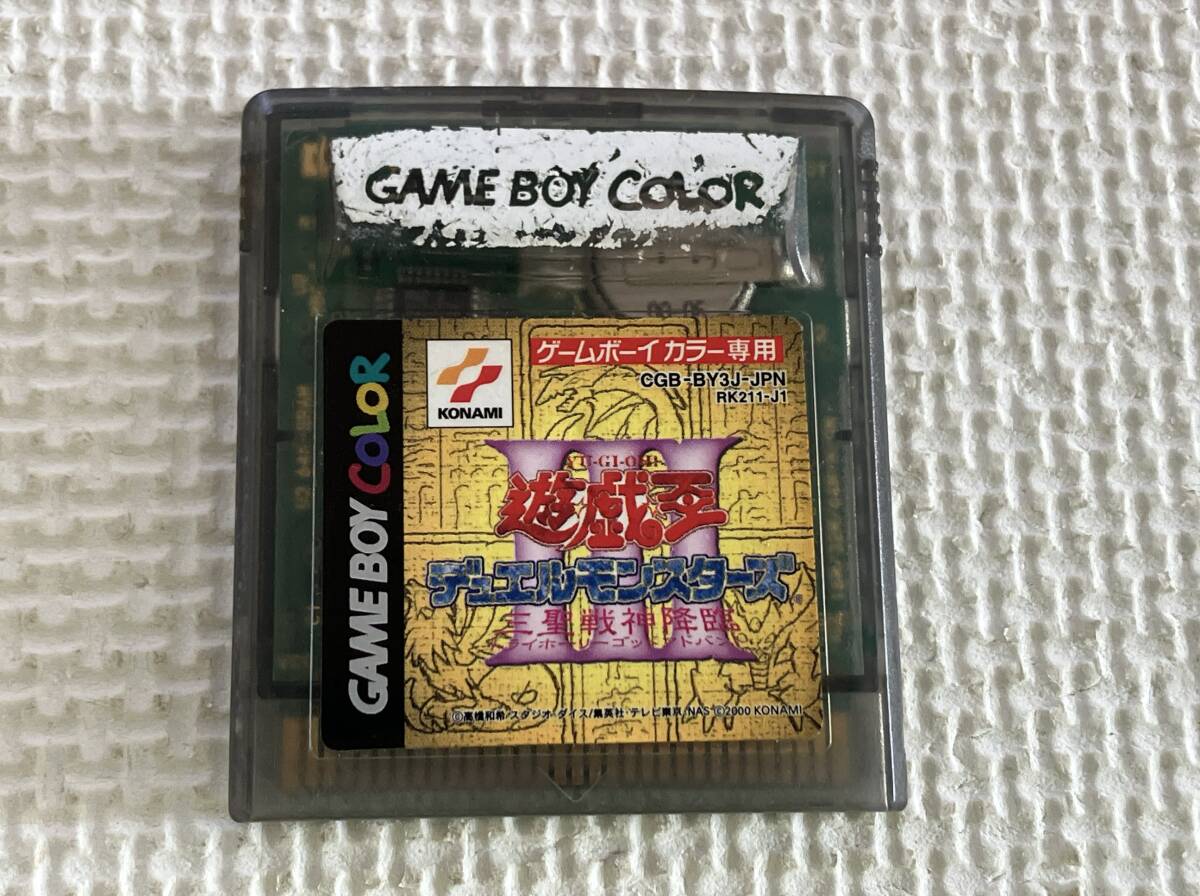 GAME BOY COLOR
GAME BOY COLOR
KONAMI
ゲームボーイカラー専用
CGB-BY3J-JPN
RK211-J1
YU-GI-OH!
遊戯王
デュエルモンスターズ
III
三聖戦神降臨
©高橋和希/スタジオ・ダイス/集英社・テレビ東京・NAS ©2000 KONAMI